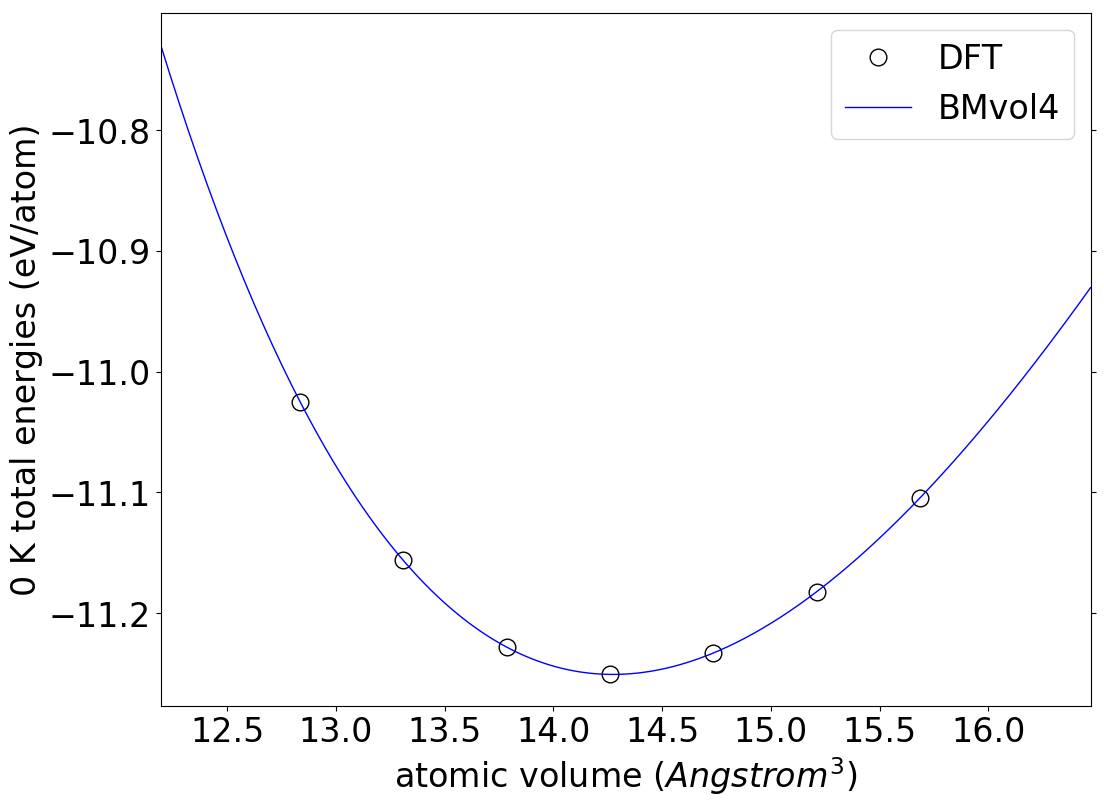 DFT
BMvol4
0 K total energies (eV/atom)
−10.8
−10.9
−11.0
−11.1
−11.2
12.5 13.0 13.5 14.0 14.5 15.0 15.5 16.0
atomic volume (Angstrom³)